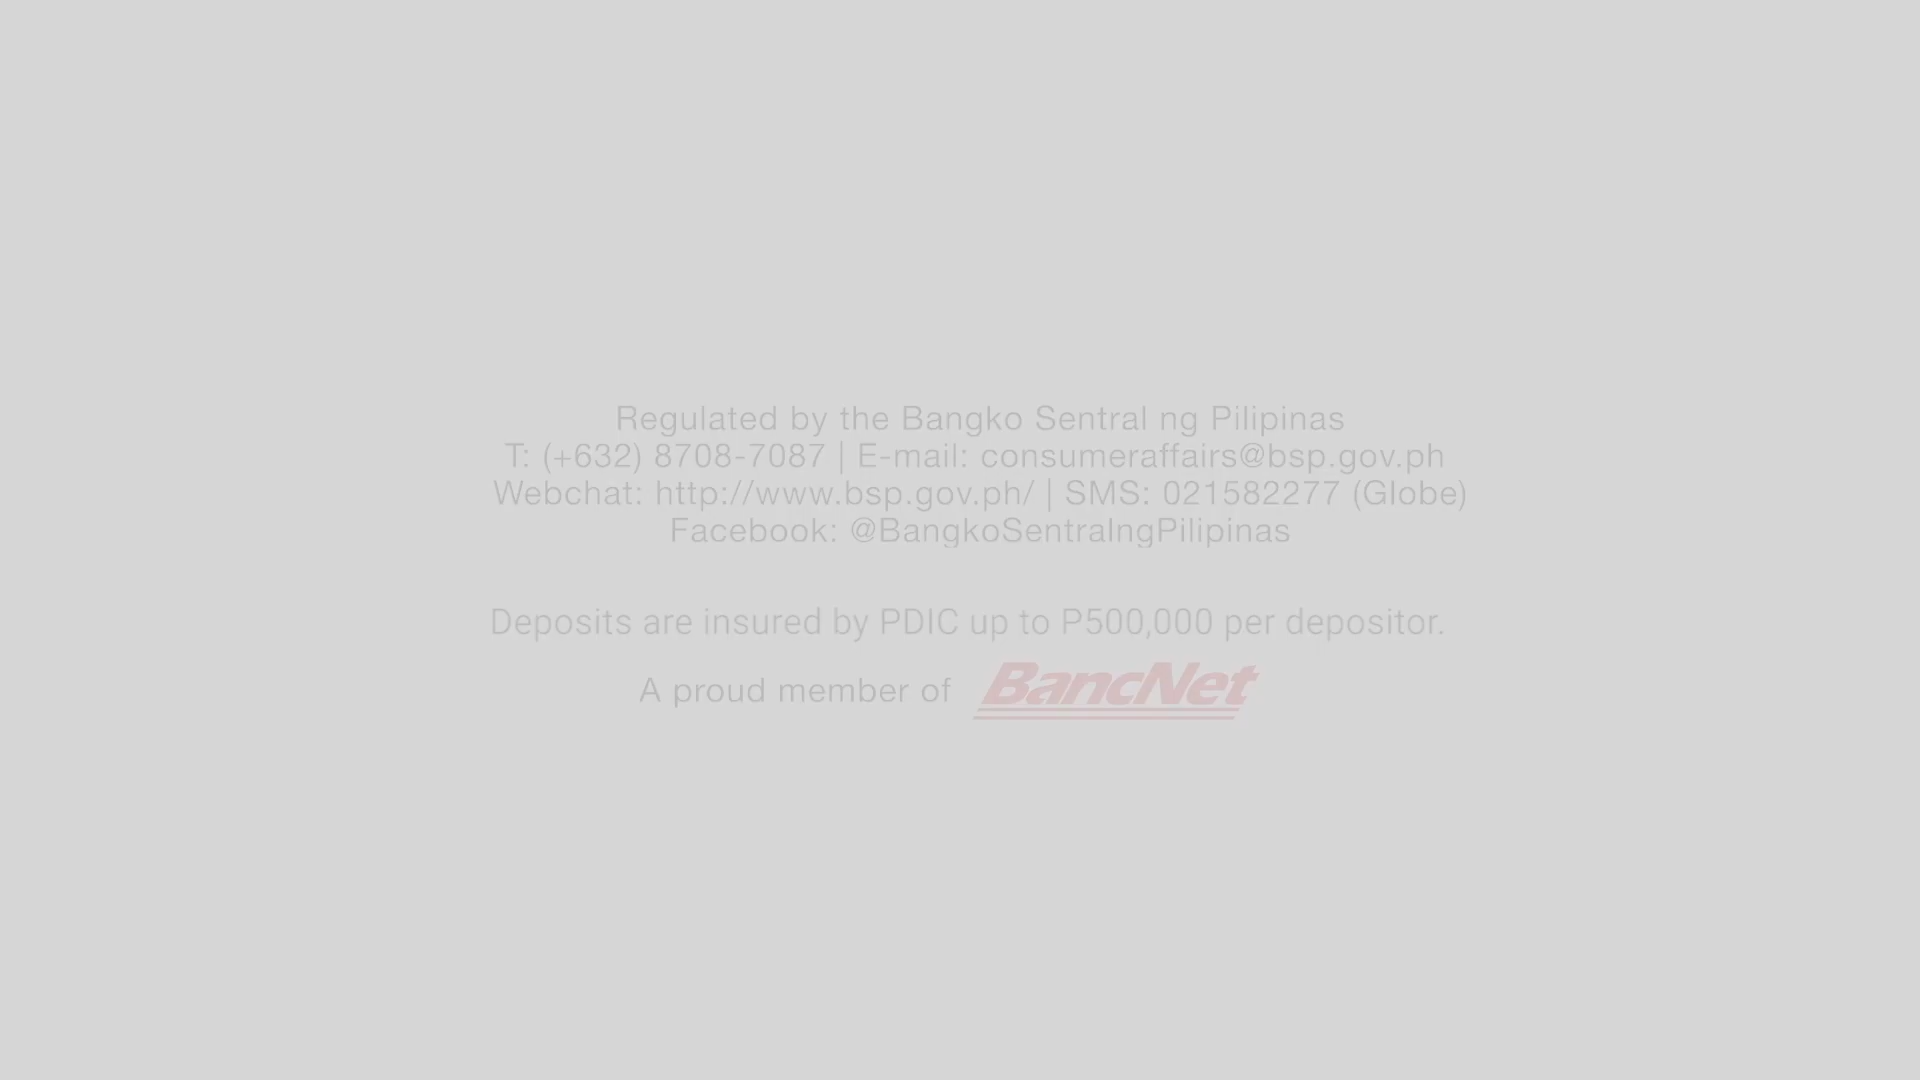 Regulated by the Bangko Sentral ng Pilipinas
T: (+632) 8708-7087 | E-mail: consumeraffairs@bsp.gov.ph
Webchat: http://www.bsp.gov.ph/ | SMS: 021582277 (Globe)
Facebook: @BangkoSentralngPilipinas
Deposits are insured by PDIC up to P500,000 per depositor.
A proud member of BancNet